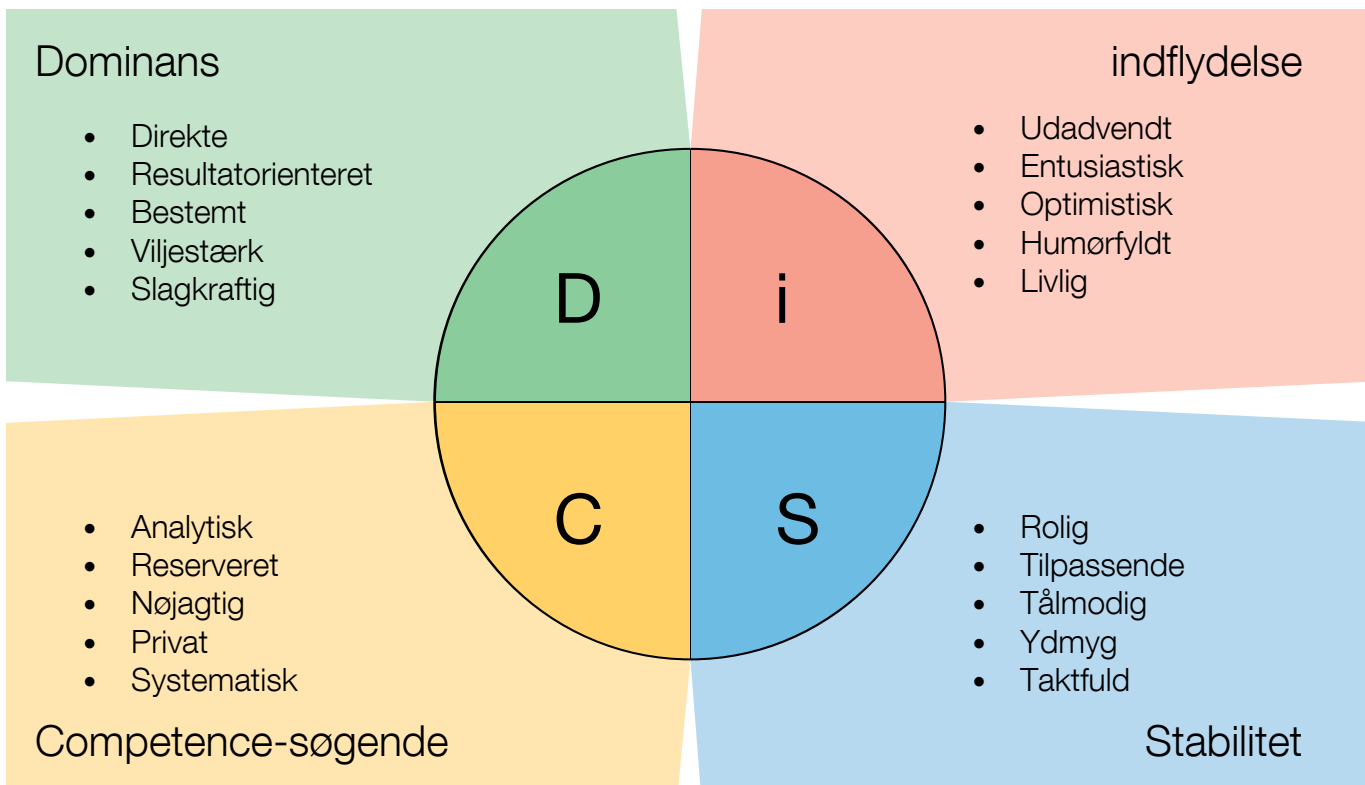 Dominans
• Direkte
• Resultatorienteret
• Bestemt
• Viljestærk
• Slagkraftig
indflydelse
• Udadvendt
• Entusiastisk
• Optimistisk
• Humørfyldt
• Livlig
D
i
C
S
• Analytisk
• Reserveret
• Nøjagtig
• Privat
• Systematisk
Competence-søgende
• Rolig
• Tilpassende
• Tålmodig
• Ydmyg
• Taktfuld
Stabilitet